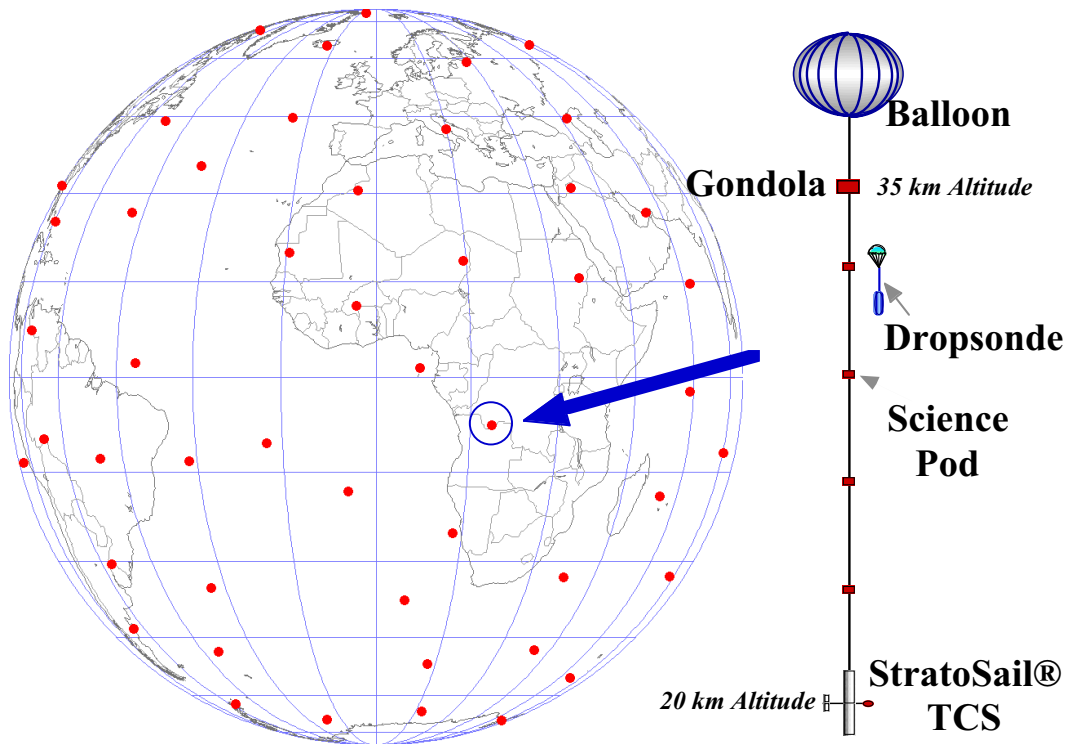 Balloon
Gondola
35 km Altitude
Dropsonde
Science
Pod
StratoSail®
20 km Altitude
TCS